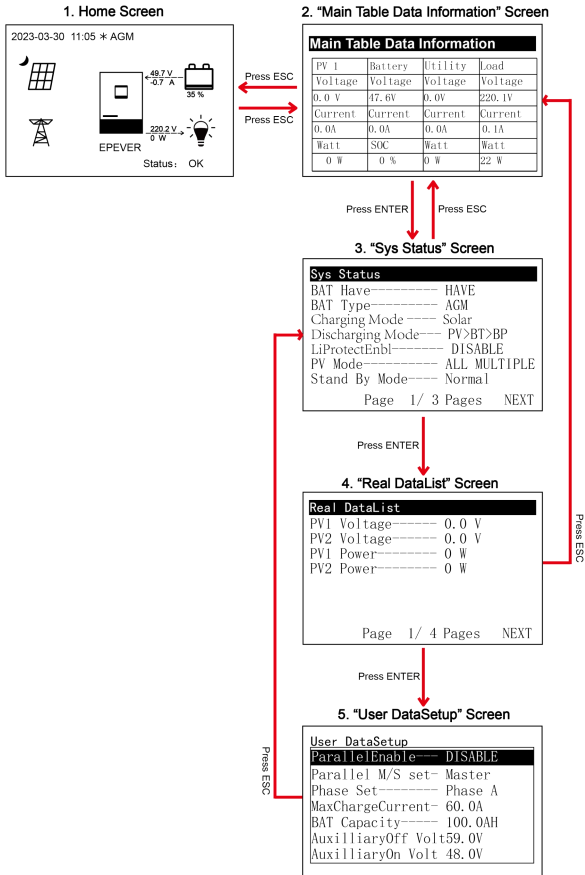 1. Home Screen
2023-03-30 11:05 ＊ AGM
49.7 V
-0.7 A
35 %
220.2 V
0 W
EPEVER
Status： OK
Press ESC
Press ESC
2. “Main Table Data Information” Screen
Main Table Data Information
PV 1 Battery Utility Load
Voltage Voltage Voltage Voltage
0.0 V 47.6V 0.0V 220.1V
Current Current Current Current
0.0A 0.0A 0.0A 0.1A
Watt SOC Watt Watt
0 W 0 % 0 W 22 W
Press ENTER
Press ESC
3. “Sys Status” Screen
Sys Status
BAT Have--------- HAVE
BAT Type--------- AGM
Charging Mode ---- Solar
Discharging Mode--- PV>BT>BP
LiProtectEnbl------- DISABLE
PV Mode--------- ALL MULTIPLE
Stand By Mode---- Normal
Page 1/ 3 Pages NEXT
Press ENTER
4. “Real DataList” Screen
Real DataList
PV1 Voltage------ 0.0 V
PV2 Voltage------ 0.0 V
PV1 Power-------- 0 W
PV2 Power-------- 0 W
Page 1/ 4 Pages NEXT
Press ESC
Press ENTER
5. “User DataSetup” Screen
User DataSetup
ParallelEnable--- DISABLE
Parallel M/S set- Master
Phase Set-------- Phase A
MaxChargeCurrent- 60.0A
BAT Capacity----- 100.0AH
AuxilliaryOff Volt59.0V
AuxilliaryOn Volt 48.0V
Press ESC